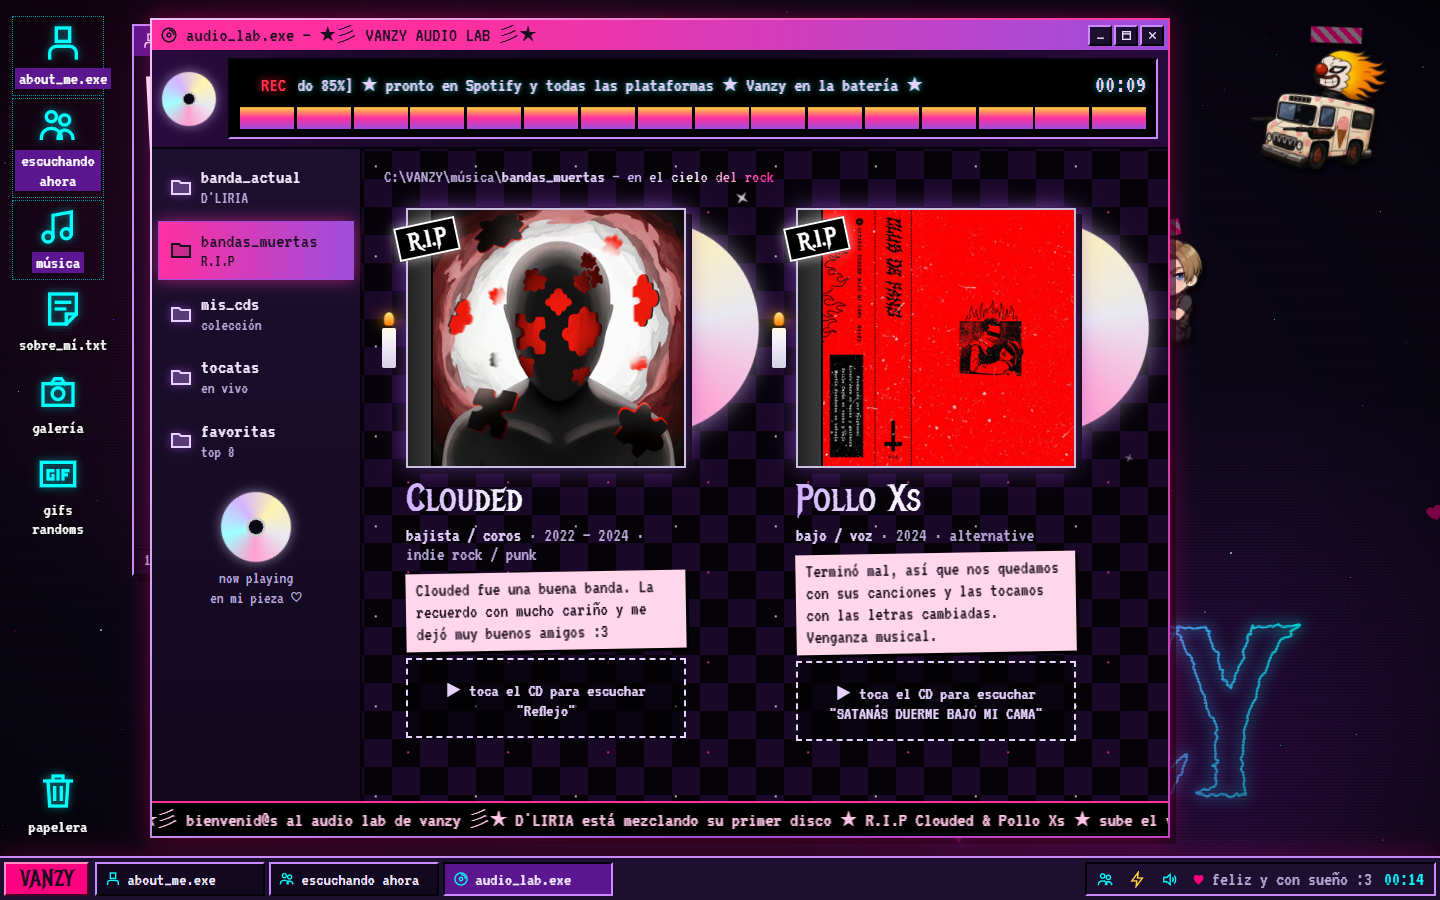 about_me.exe
escuchando
ahora
música
sobre_mí.txt
galería
GIF
gifs
randoms
papelera
audio_lab.exe – ★彡 VANZY AUDIO LAB 彡★
REC do 85%] ★ pronto en Spotify y todas las plataformas ★ Vanzy en la batería ★ 00:09
banda_actual
D'LIRIA
bandas_muertas
R.I.P
mis_cds
colección
tocatas
en vivo
favoritas
top 8
now playing
en mi pieza ♡
C:\VANZY\música\bandas_muertas – en el cielo del rock
R.I.P
Clouded
bajista / coros · 2022 – 2024 ·
indie rock / punk
Clouded fue una buena banda. La
recuerdo con mucho cariño y me
dejó muy buenos amigos :3
▶ toca el CD para escuchar
"Reflejo"
R.I.P
Pollo Xs
bajo / voz · 2024 · alternative
Terminó mal, así que nos quedamos
con sus canciones y las tocamos
con las letras cambiadas.
Venganza musical.
▶ toca el CD para escuchar
"SATANÁS DUERME BAJO MI CAMA"
彡 bienvenid@s al audio lab de vanzy 彡★ D'LIRIA está mezclando su primer disco ★ R.I.P Clouded & Pollo Xs ★ sube el
Y
VANZY about_me.exe escuchando ahora audio_lab.exe ♥ feliz y con sueño :3 00:14